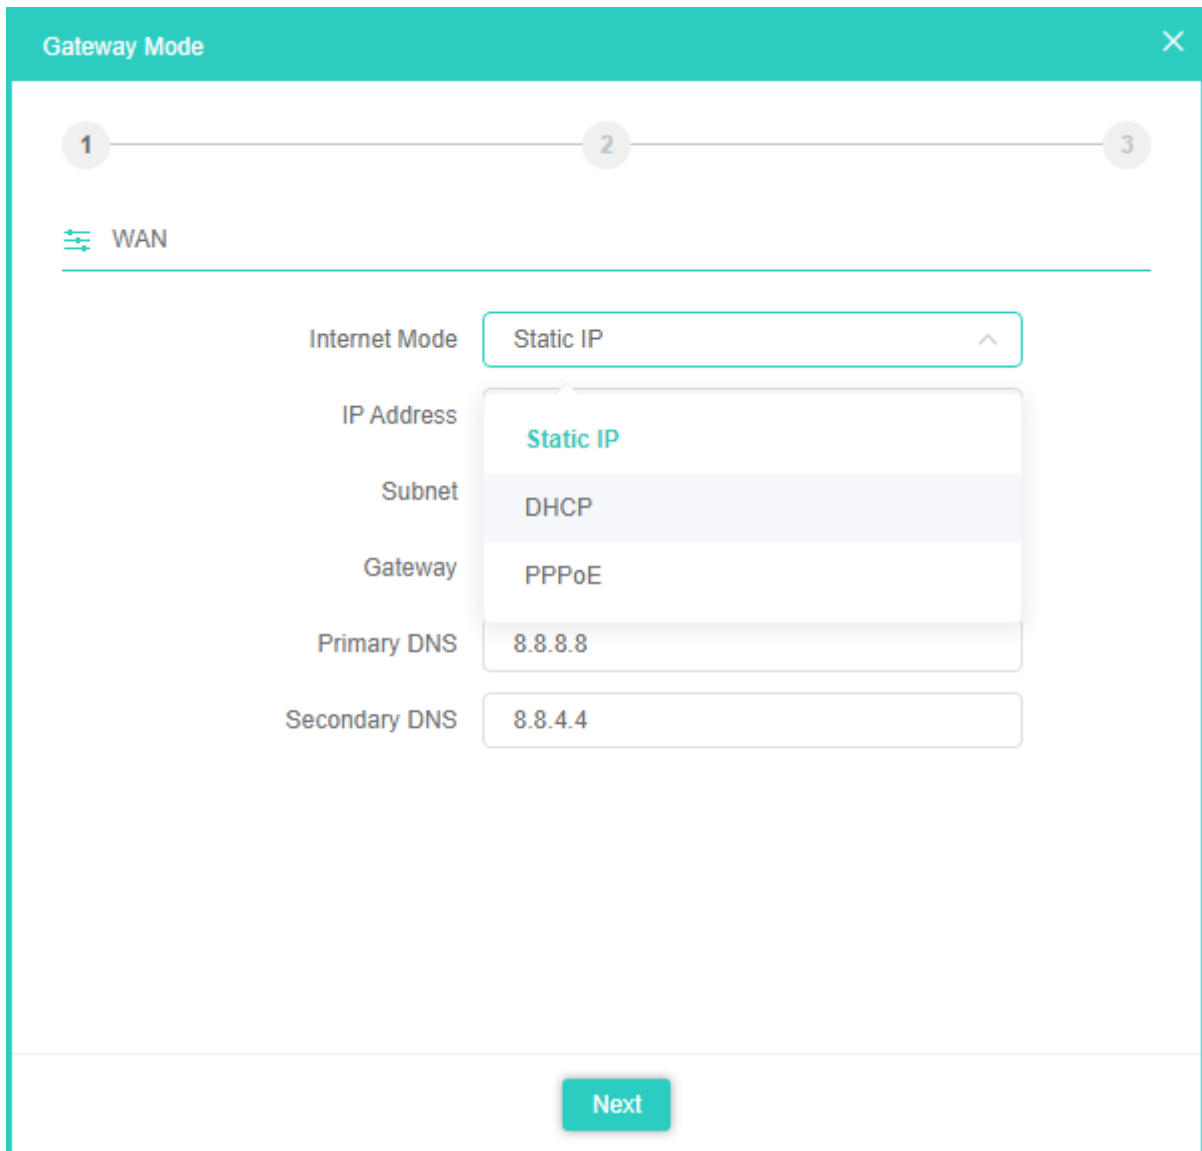 Gateway Mode
1 2 3
WAN
Internet Mode Static IP
IP Address
Static IP
Subnet
DHCP
Gateway
PPPoE
Primary DNS 8.8.8.8
Secondary DNS 8.8.4.4
Next